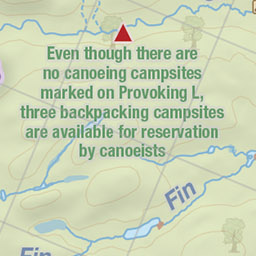 Even though there are
no canoeing campsites
marked on Provoking L,
three backpacking campsites
are available for reservation
by canoeists
Fin
Fin